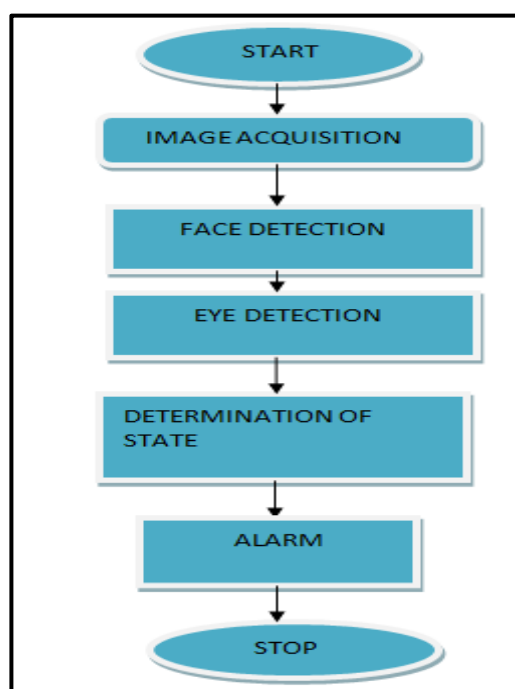 START
IMAGE ACQUISITION
FACE DETECTION
EYE DETECTION
DETERMINATION OF
STATE
ALARM
STOP